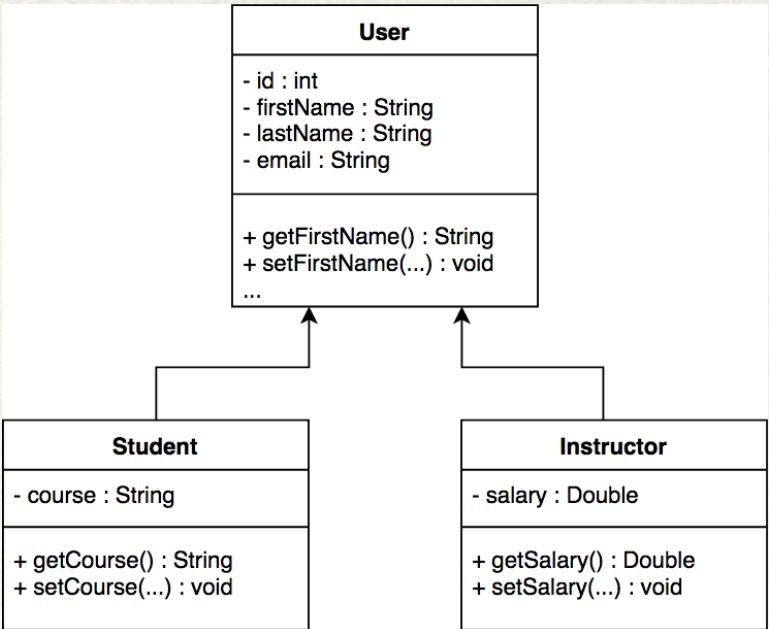 User
- id : int
- firstName : String
- lastName : String
- email : String
+ getFirstName() : String
+ setFirstName(...) : void
...
Student
- course : String
+ getCourse() : String
+ setCourse(...) : void
Instructor
- salary : Double
+ getSalary() : Double
+ setSalary(...) : void